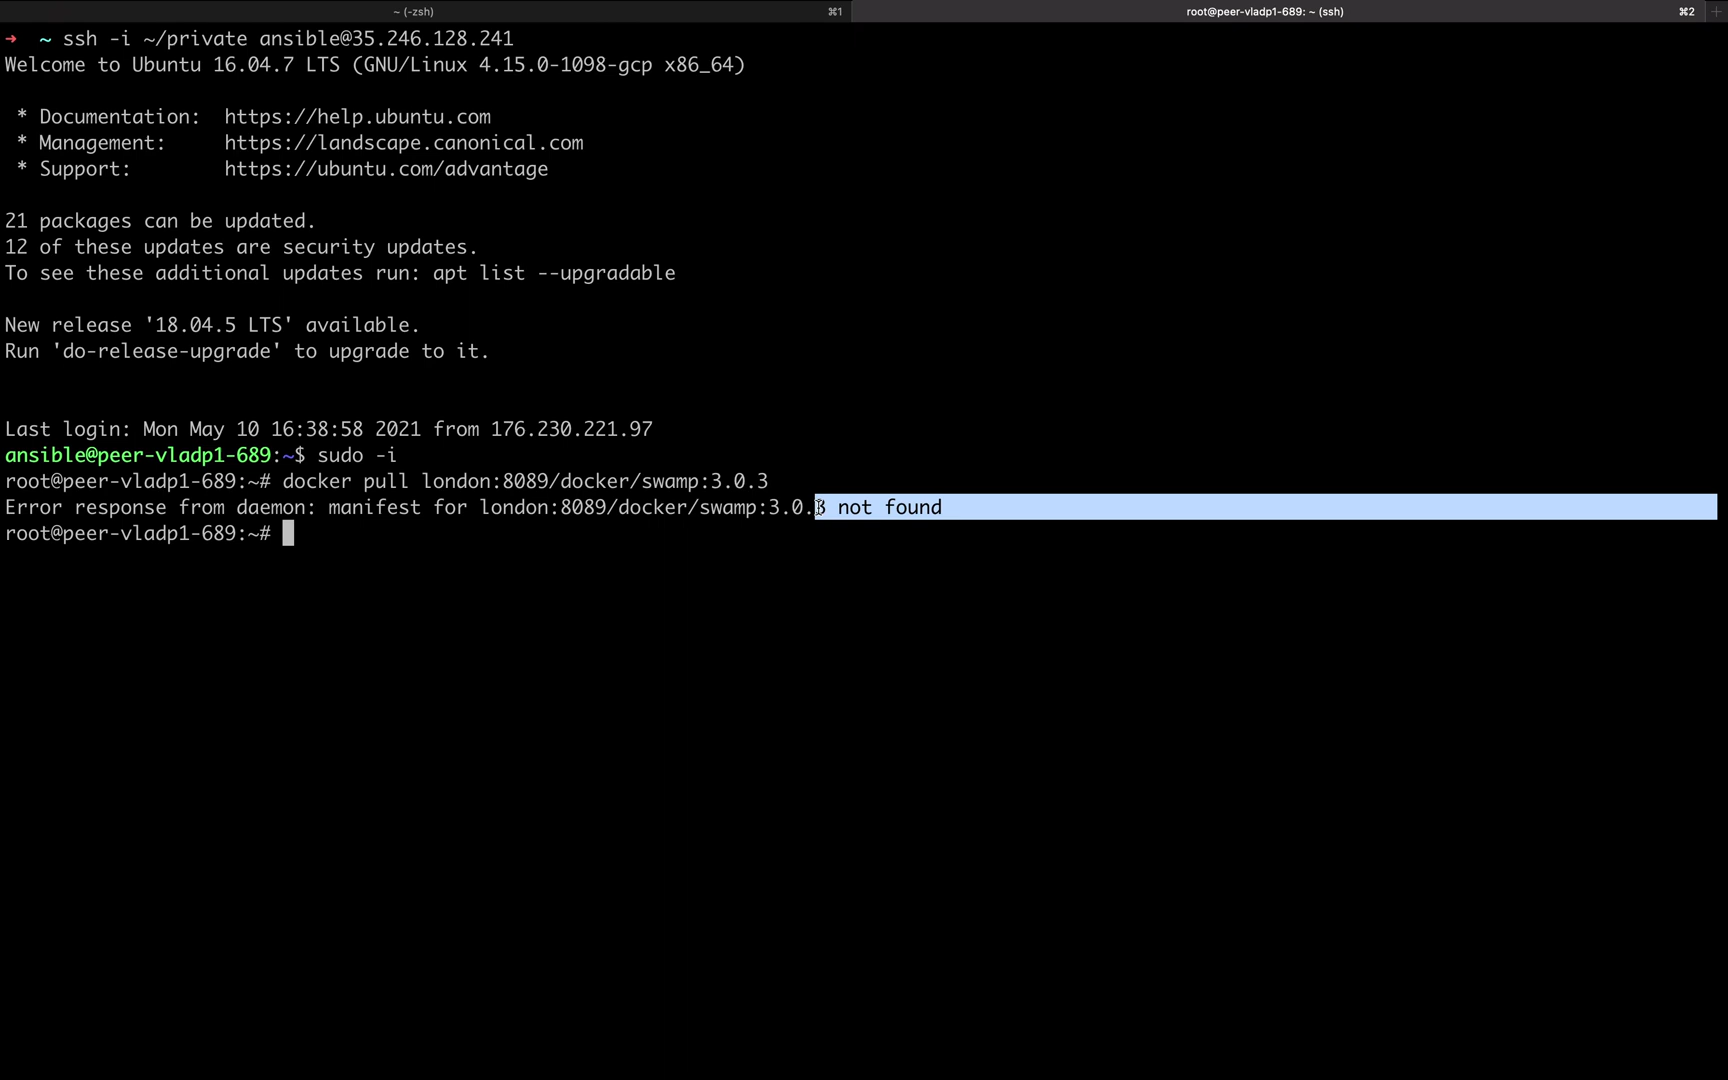 ~ (-zsh) ⌘1 root@peer-vladp1-689: ~ (ssh) ⌘2 +
➜ ~ ssh -i ~/private ansible@35.246.128.241
Welcome to Ubuntu 16.04.7 LTS (GNU/Linux 4.15.0-1098-gcp x86_64)
* Documentation: https://help.ubuntu.com
* Management: https://landscape.canonical.com
* Support: https://ubuntu.com/advantage
21 packages can be updated.
12 of these updates are security updates.
To see these additional updates run: apt list --upgradable
New release '18.04.5 LTS' available.
Run 'do-release-upgrade' to upgrade to it.
Last login: Mon May 10 16:38:58 2021 from 176.230.221.97
ansible@peer-vladp1-689:~$ sudo -i
root@peer-vladp1-689:~# docker pull london:8089/docker/swamp:3.0.3
Error response from daemon: manifest for london:8089/docker/swamp:3.0.3 not found
root@peer-vladp1-689:~#